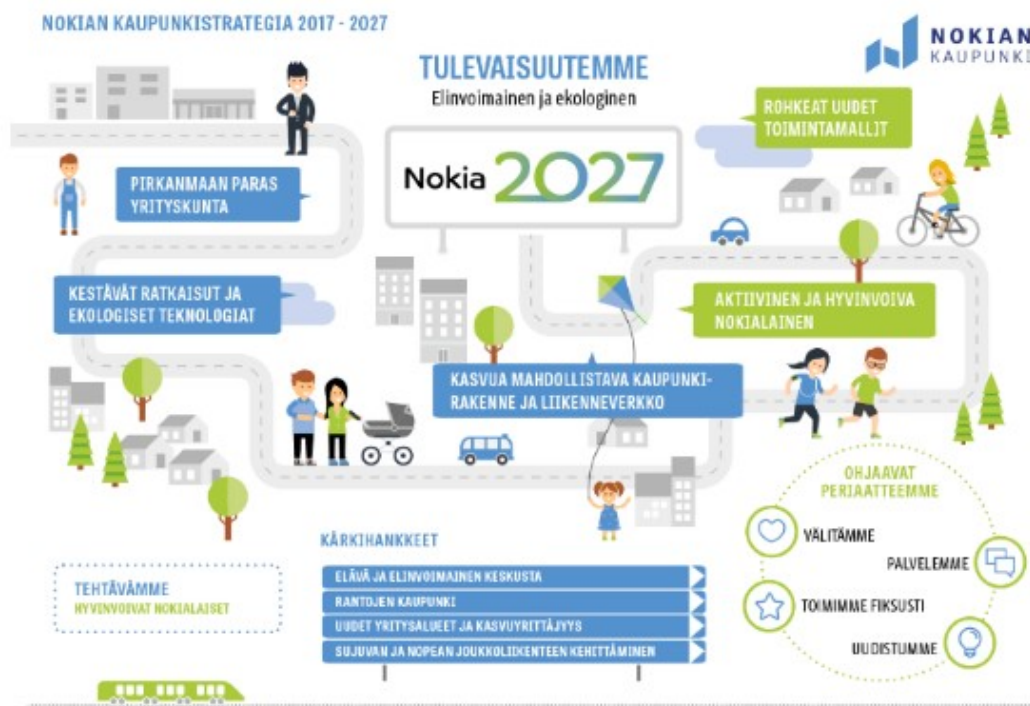 NOKIAN KAUPUNKISTRATEGIA 2017 - 2027
NOKIAN
KAUPUNKI
TULEVAISUUTEMME
Elinvoimainen ja ekologinen
Nokia 2027
ROHKEAT UUDET
TOIMINTAMALLIT
PIRKANMAAN PARAS
YRITYSKUNTA
KESTÄVÄT RATKAISUT JA
EKOLOGISET TEKNOLOGIAT
AKTIIVINEN JA HYVINVOIVA
NOKIALAINEN
KASVUA MAHDOLLISTAVA KAUPUNKI-
RAKENNE JA LIIKENNEVERKKO
OHJAAVAT
PERIAATTEEMME
VÄLITÄMME
PALVELEMME
TOIMIMME FIKSUSTI
UUDISTUMME
KÄRKIHANKKEET
ELÄVÄ JA ELINVOIMAINEN KESKUSTA
RANTOJEN KAUPUNKI
UUDET YRITYSALUEET JA KASVUYRITTÄJYYS
SUJUVAN JA NOPEAN JOUKKOLIIKENTEEN KEHITTÄMINEN
TEHTÄVÄMME
HYVINVOIVAT NOKIALAISET